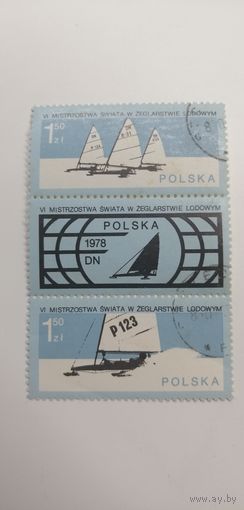 VI MISTRZOSTWA ŚWIATA W ŻEGLARSTWIE LODOWYM
1,50 zł
POLSKA
VI MISTRZOSTWA ŚWIATA W ŻEGLARSTWIE LODOWYM
POLSKA
1978
DN
VI MISTRZOSTWA ŚWIATA W ŻEGLARSTWIE LODOWYM
1,50 zł
P 123
POLSKA
ay.by